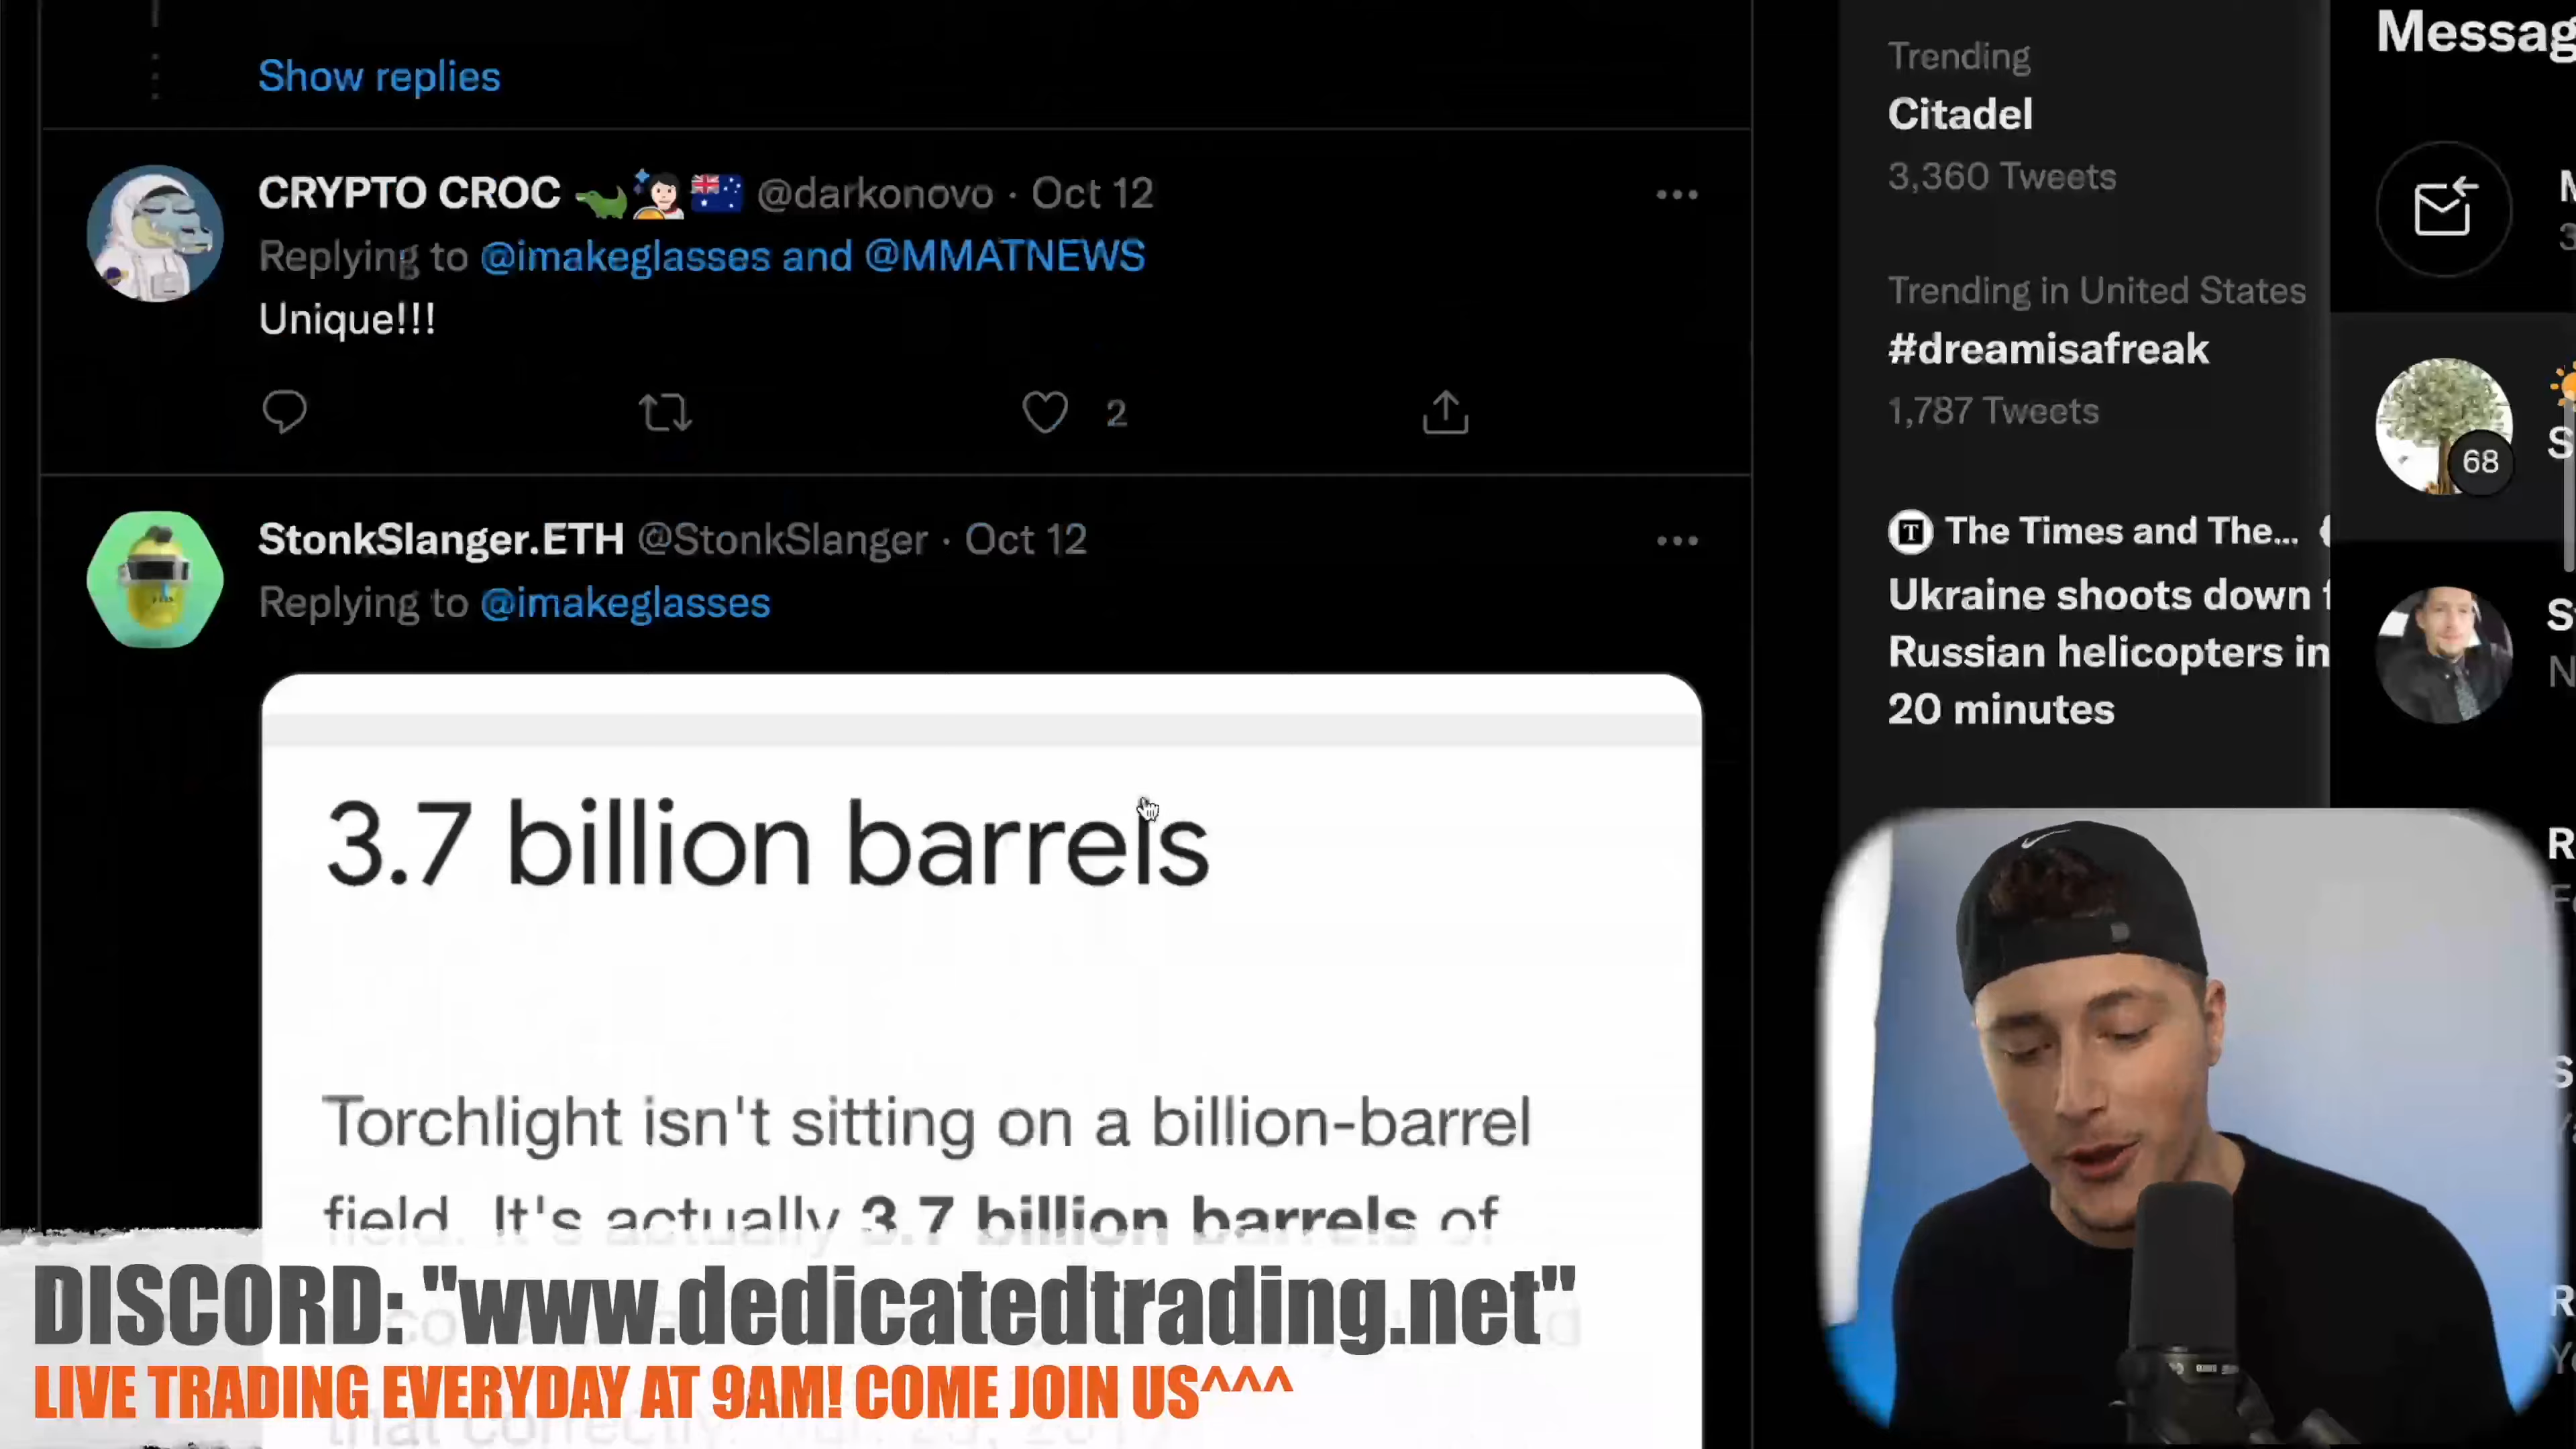 Show replies
CRYPTO CROC @darkonovo · Oct 12
Replying to @imakeglasses and @MMATNEWS
Unique!!!
2
StonkSlanger.ETH @StonkSlanger · Oct 12
Replying to @imakeglasses
3.7 billion barrels
Torchlight isn't sitting on a billion-barrel
field. It's actually 3.7 billion barrels of
that correctly.
DISCORD: "www.dedicatedtrading.net"
LIVE TRADING EVERYDAY AT 9AM! COME JOIN US^^^
Trending
Citadel
3,360 Tweets
Trending in United States
#dreamisafreak
1,787 Tweets
The Times and The...
Ukraine shoots down
Russian helicopters in
20 minutes
Messag
68